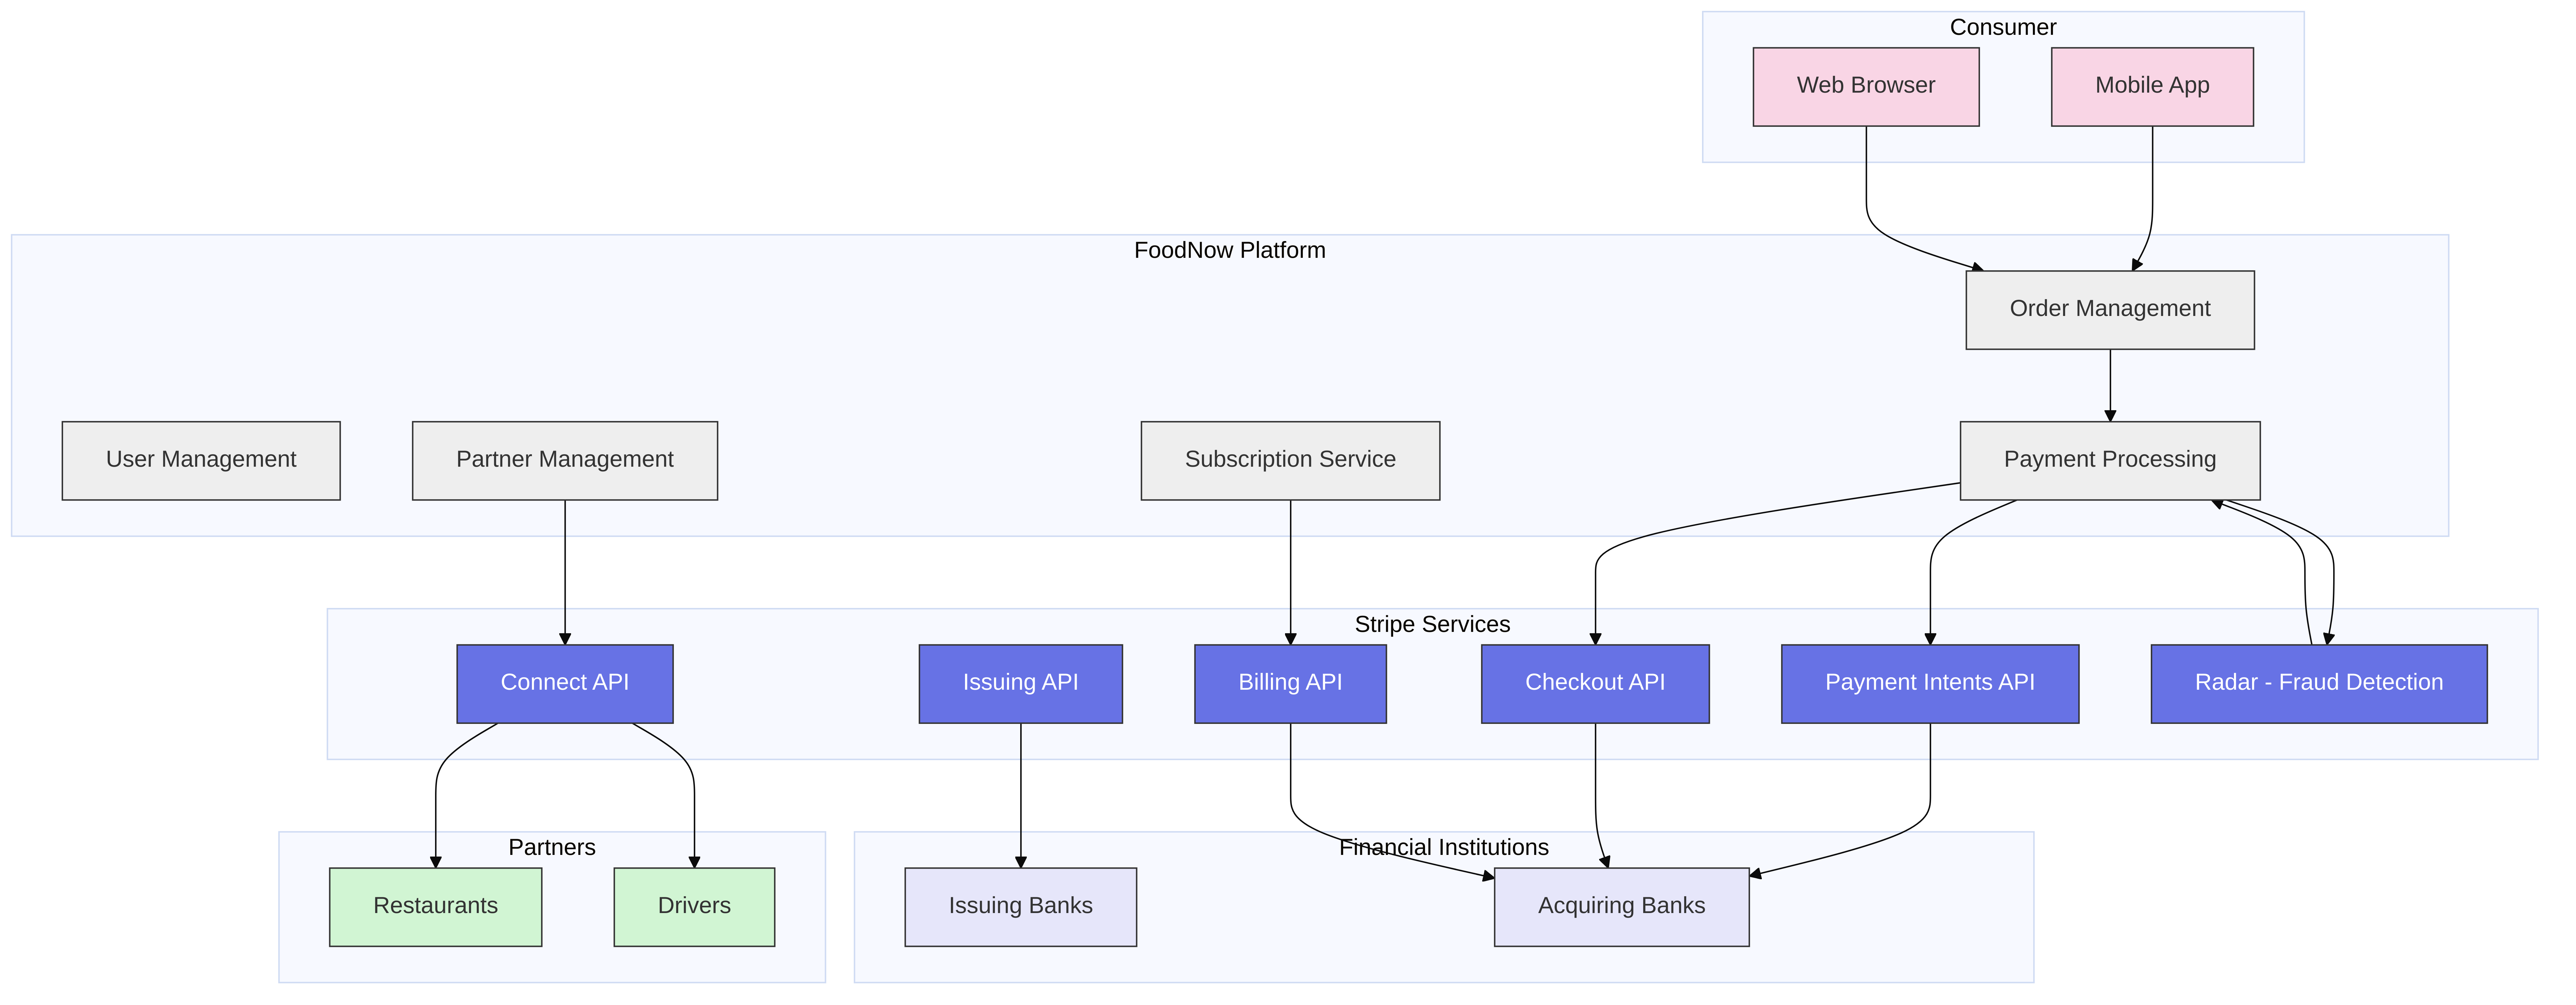 Consumer
Web Browser
Mobile App
FoodNow Platform
Order Management
User Management
Partner Management
Subscription Service
Payment Processing
Stripe Services
Connect API
Issuing API
Billing API
Checkout API
Payment Intents API
Radar - Fraud Detection
Partners
Restaurants
Drivers
Financial Institutions
Issuing Banks
Acquiring Banks